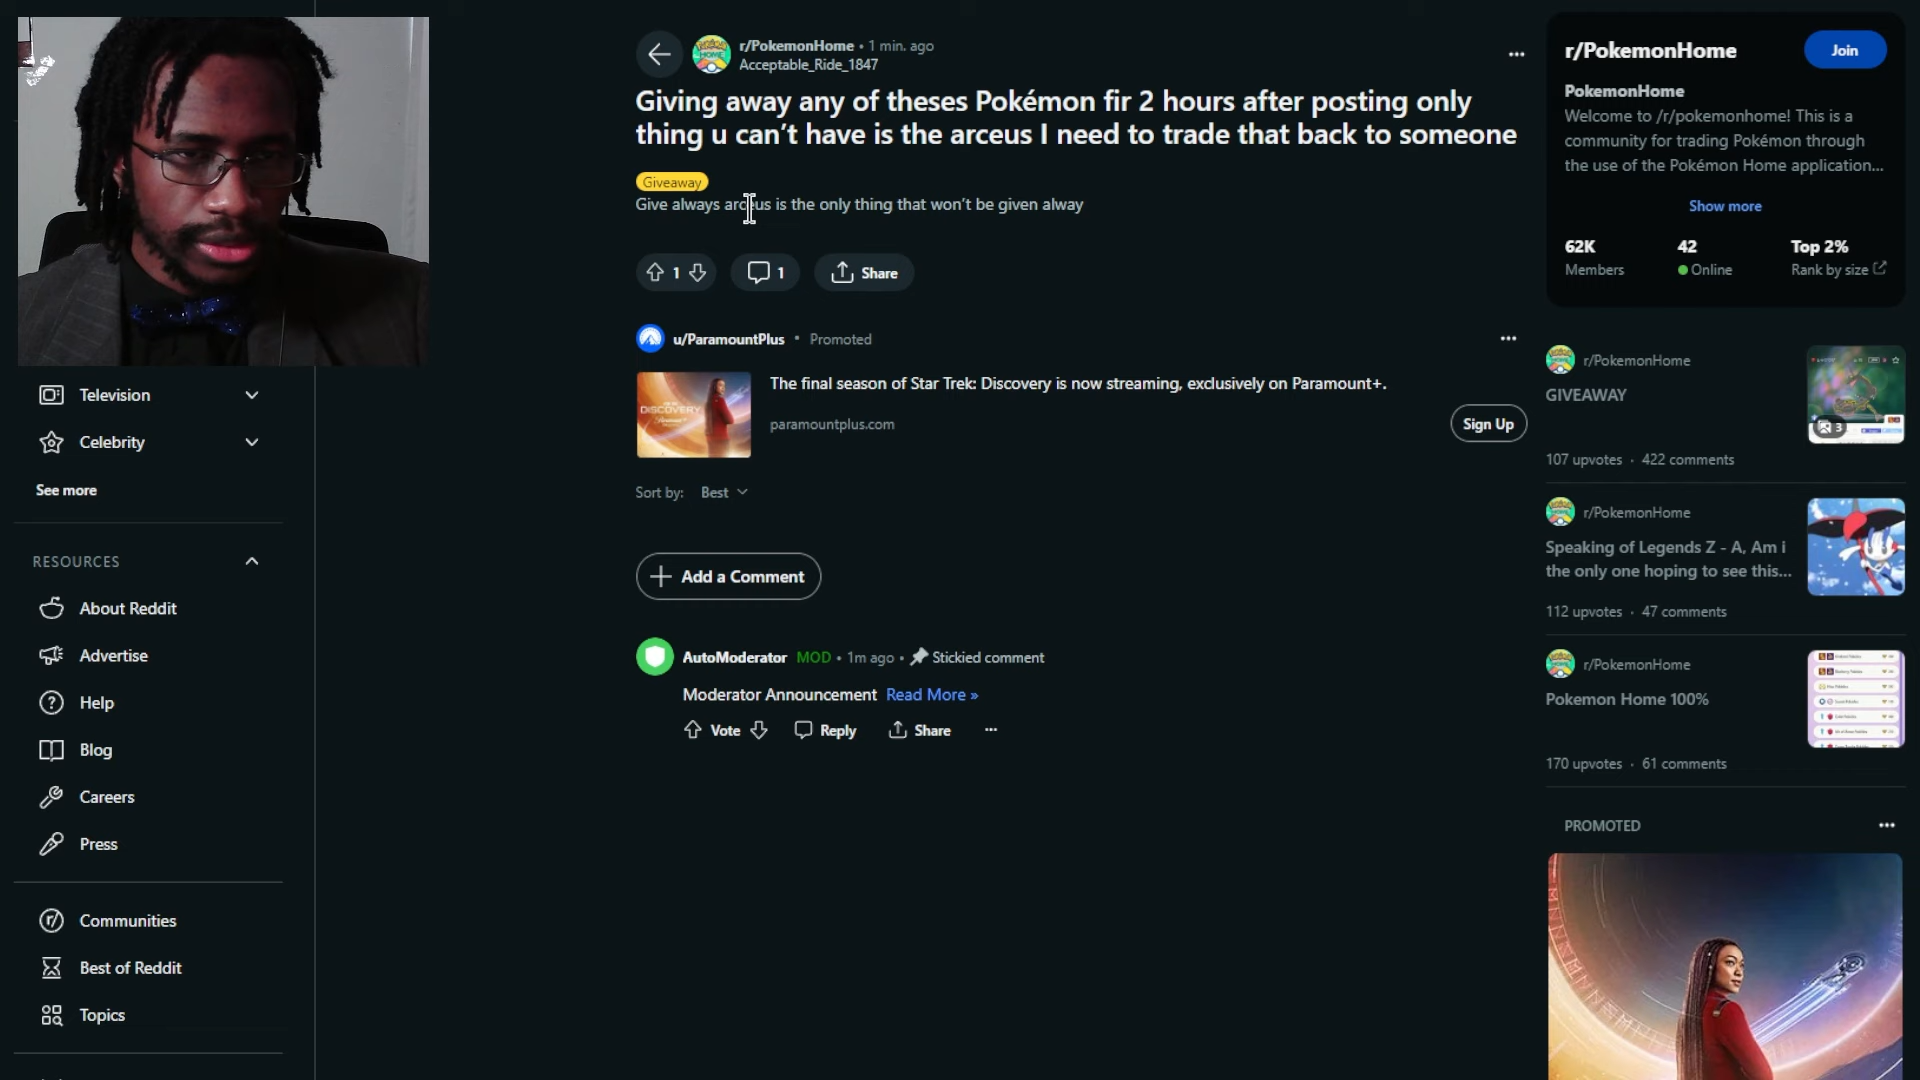 r/PokemonHome • 1 min. ago
Acceptable_Ride_1847
Giving away any of theses Pokémon fir 2 hours after posting only
thing u can't have is the arceus I need to trade that back to someone
Giveaway
Give always arceus is the only thing that won't be given alway
1
1
Share
u/ParamountPlus • Promoted
The final season of Star Trek: Discovery is now streaming, exclusively on Paramount+.
paramountplus.com
Sign Up
DISCOVERY
Sort by: Best
Add a Comment
AutoModerator MOD • 1m ago • Stickied comment
Moderator Announcement Read More »
Vote
Reply
Share
Television
Celebrity
See more
RESOURCES
About Reddit
Advertise
Help
Blog
Careers
Press
Communities
Best of Reddit
Topics
r/PokemonHome
Join
PokemonHome
Welcome to /r/pokemonhome! This is a
community for trading Pokémon through
the use of the Pokémon Home application...
Show more
62K
Members
42
Online
Top 2%
Rank by size
r/PokemonHome
GIVEAWAY
3
107 upvotes · 422 comments
r/PokemonHome
Speaking of Legends Z - A, Am i
the only one hoping to see this...
112 upvotes · 47 comments
r/PokemonHome
Pokemon Home 100%
170 upvotes · 61 comments
PROMOTED